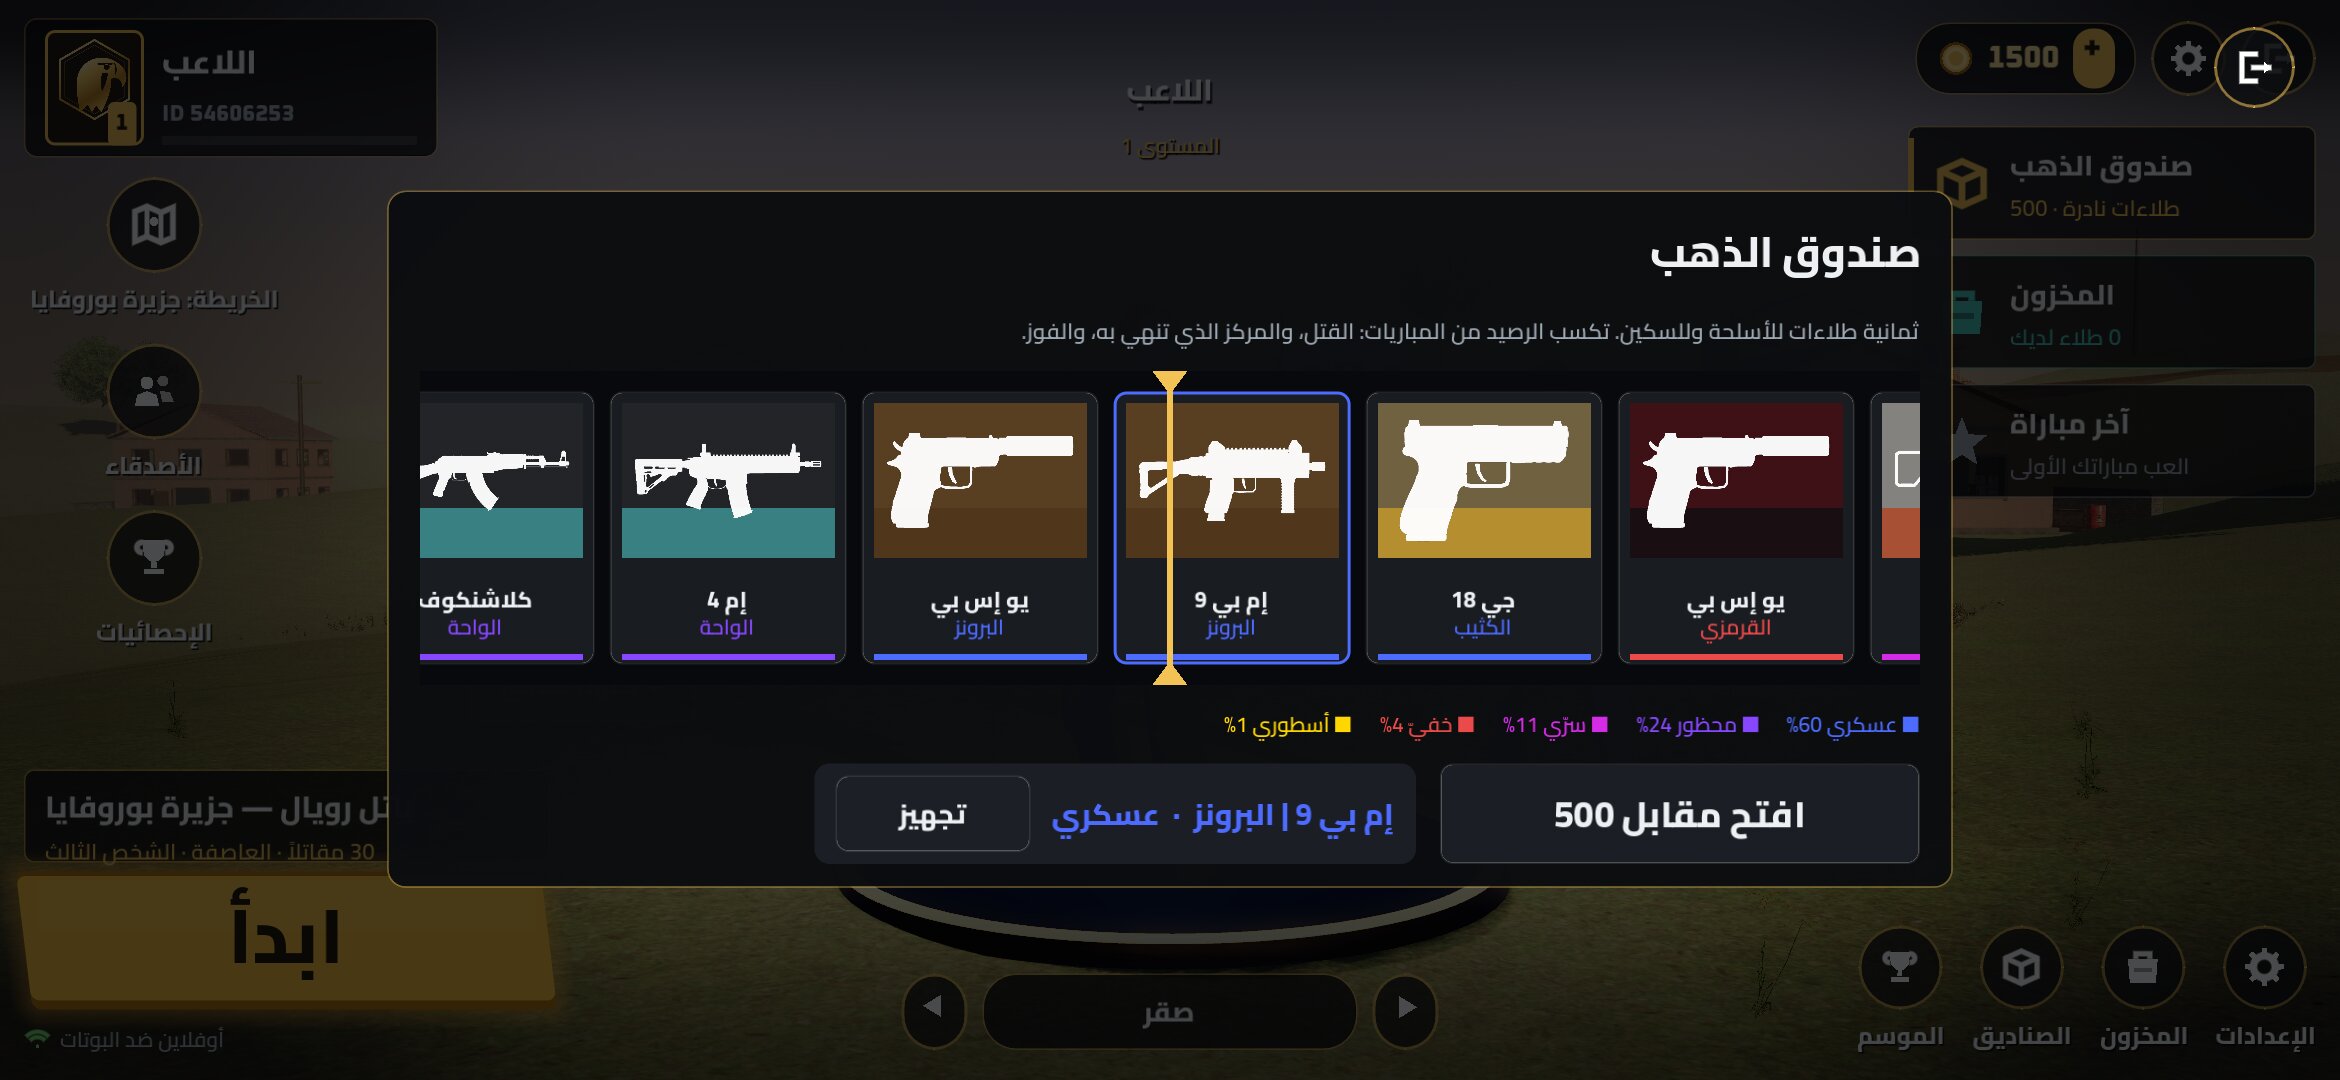 اللاعب
ID 54606253
1
اللاعب
المستوى 1
1500
+
صندوق الذهب
طلاءات نادرة · 500
المخزون
0 طلاء لديك
آخر مباراة
العب مباراتك الأولى
الخريطة: جزيرة بوروفايا
الأصدقاء
الإحصائيات
صندوق الذهب
ثمانية طلاءات للأسلحة وللسكين. تكسب الرصيد من المباريات: القتل، والمركز الذي تنهي به، والفوز.
يو إس بي
القرمزي
جي 18
الكثيب
إم بي 9
البرونز
يو إس بي
البرونز
إم 4
الواحة
كلاشنكوف
الواحة
عسكري 60%
محظور 24%
سرّي 11%
خفيّ 4%
أسطوري 1%
افتح مقابل 500
إم بي 9 | البرونز · عسكري
تجهيز
رويال — جزيرة بوروفايا
30 مقاتلاً · العاصفة · الشخص الثالث
ابدأ
أوفلاين ضد البوتات
صقر
الإعدادات
المخزون
الصناديق
الموسم